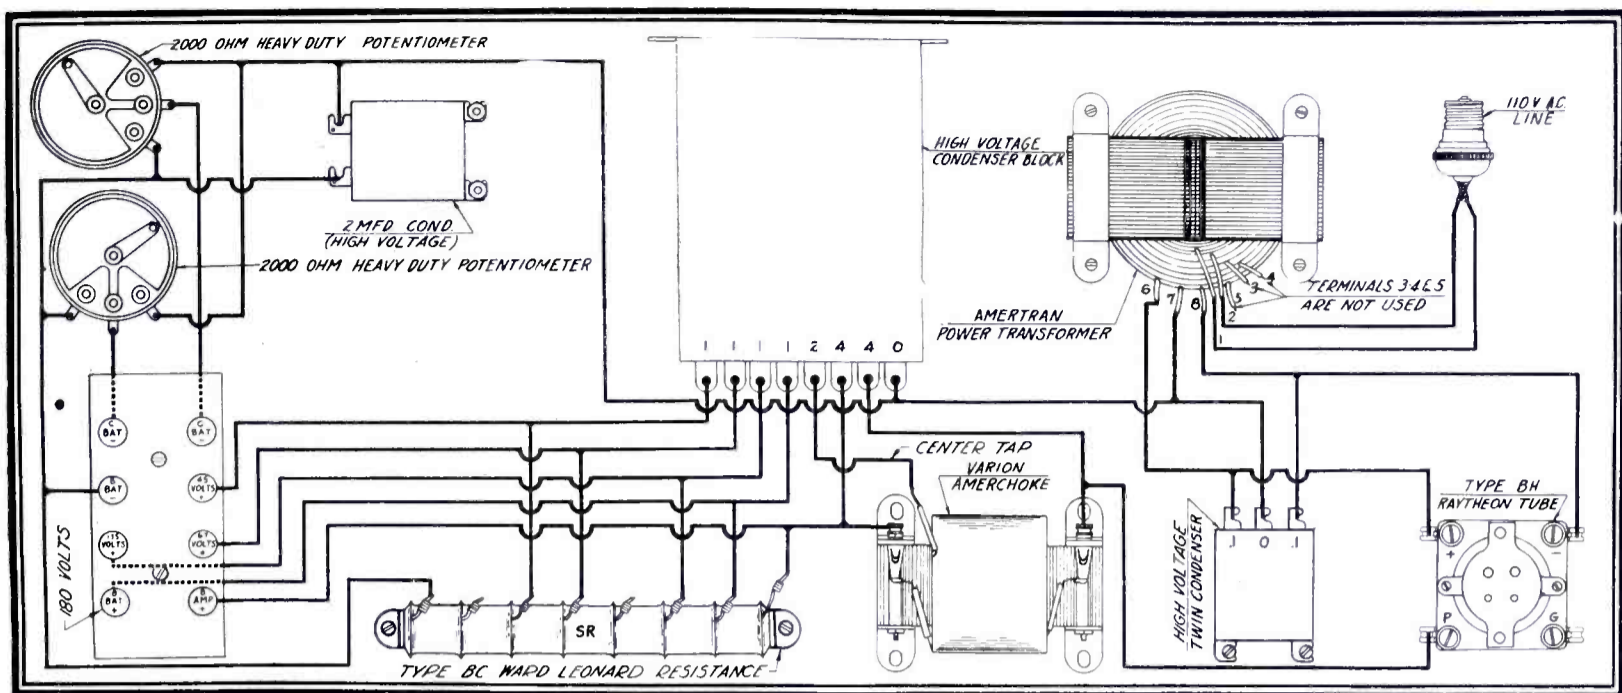 2000 OHM HEAVY DUTY POTENTIOMETER
110 V AC.
LINE
HIGH VOLTAGE
CONDENSER BLOCK
2 MFD COND.
(HIGH VOLTAGE)
2000 OHM HEAVY DUTY POTENTIOMETER
6 7 8 1 2 5 3 4
TERMINALS 3-4 & 5
ARE NOT USED
AMERTRAN
POWER TRANSFORMER
1 1 1 1 2 4 4 0
C
BAT
-
C
BAT
-
B
BAT
-
45
VOLTS
+
VOLTS
+
67
VOLTS
+
B
BAT
+
B
AMP
+
180 VOLTS
CENTER TAP
VARION
AMERCHOKE
SR
TYPE BC WARD LEONARD RESISTANCE
HIGH VOLTAGE
TWIN CONDENSER
.1 0 .1
TYPE BH
RAYTHEON TUBE
+ -
P G